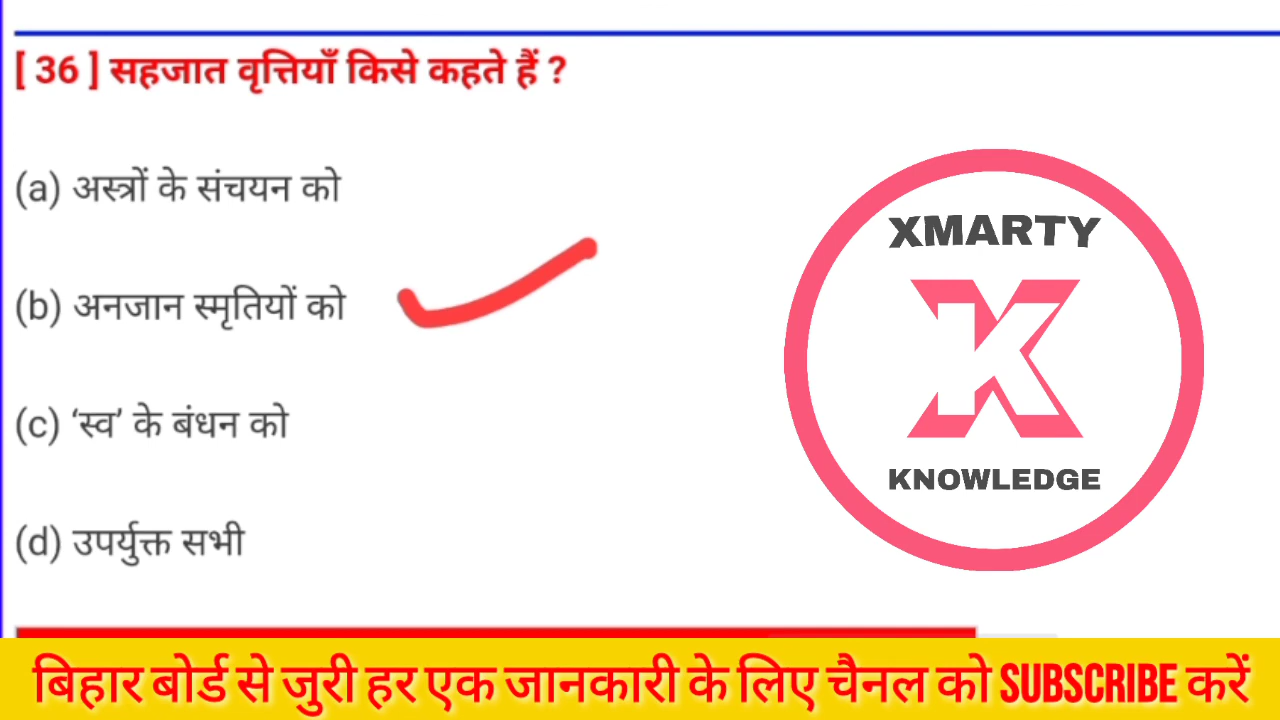 [ 36 ] सहजात वृत्तियाँ किसे कहते हैं ?
(a) अस्त्रों के संचयन को
(b) अनजान स्मृतियों को
(c) ‘स्व’ के बंधन को
(d) उपर्युक्त सभी
XMARTY
K
KNOWLEDGE
बिहार बोर्ड से जुरी हर एक जानकारी के लिए चैनल को SUBSCRIBE करें